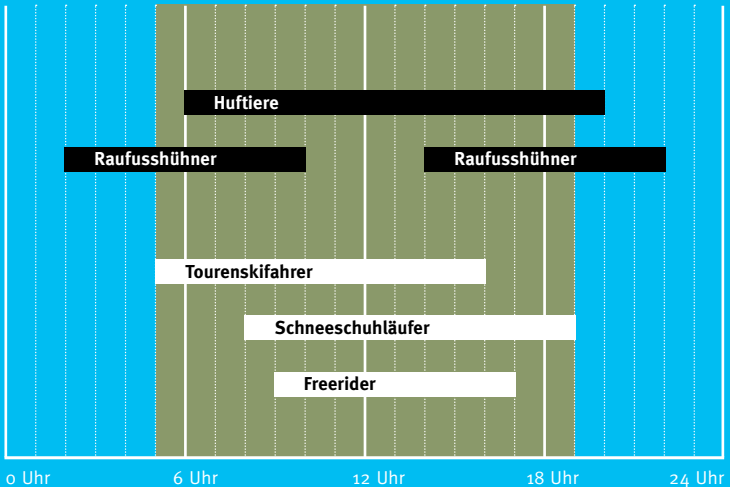 Huftiere
Raufusshühner Raufusshühner
Tourenskifahrer
Schneeschuhläufer
Freerider
0 Uhr 6 Uhr 12 Uhr 18 Uhr 24 Uhr